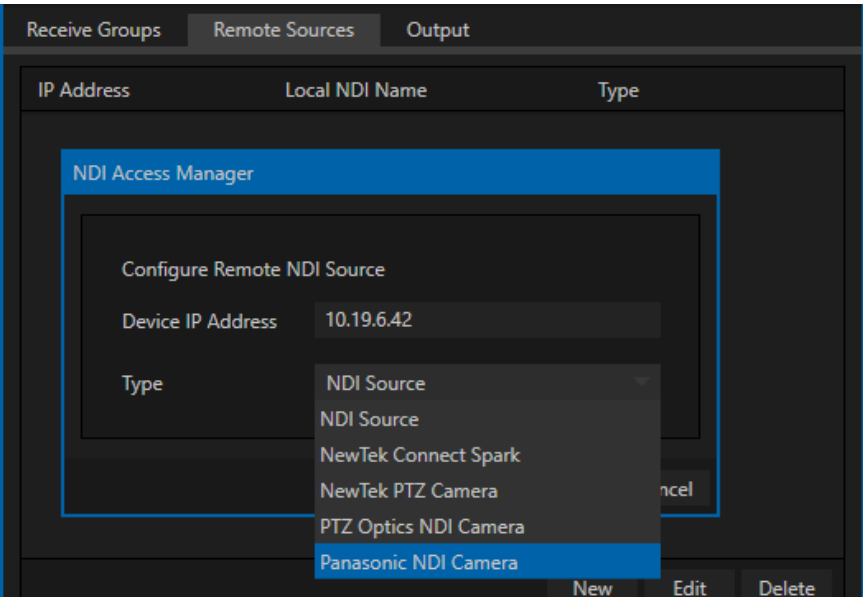 Receive Groups Remote Sources Output
IP Address Local NDI Name Type
NDI Access Manager
Configure Remote NDI Source
Device IP Address 10.19.6.42
Type NDI Source
NDI Source
NewTek Connect Spark
NewTek PTZ Camera
ncel
PTZ Optics NDI Camera
Panasonic NDI Camera
New Edit Delete